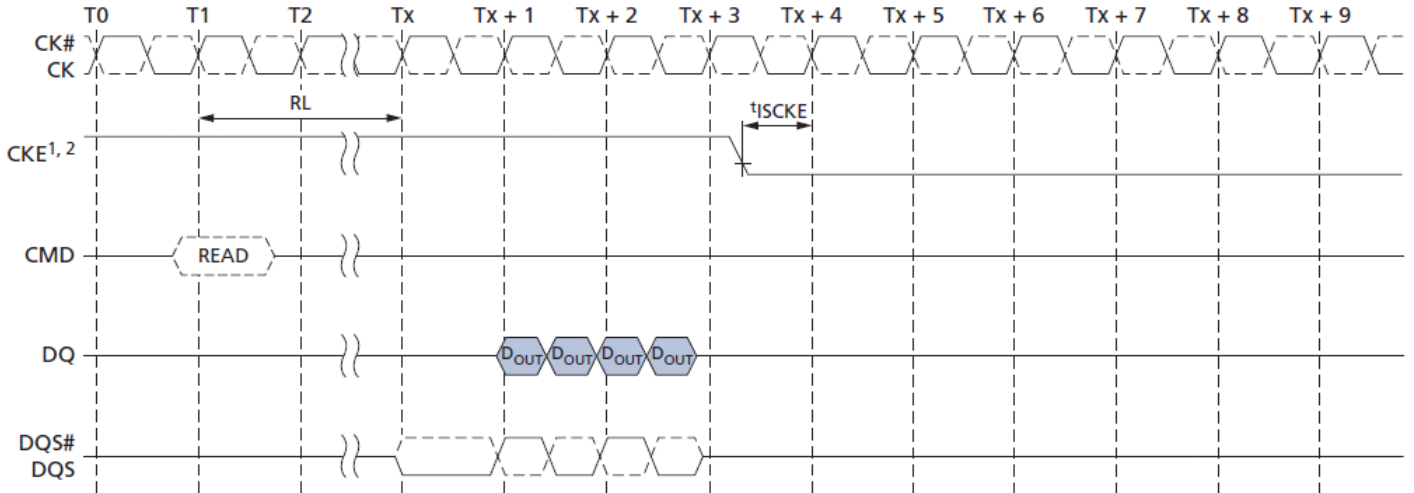 T0 T1 T2 Tx Tx + 1 Tx + 2 Tx + 3 Tx + 4 Tx + 5 Tx + 6 Tx + 7 Tx + 8 Tx + 9
CK#
CK
RL
tISCKE
CKE1, 2
CMD READ
DQ DOUT DOUT DOUT DOUT
DQS#
DQS